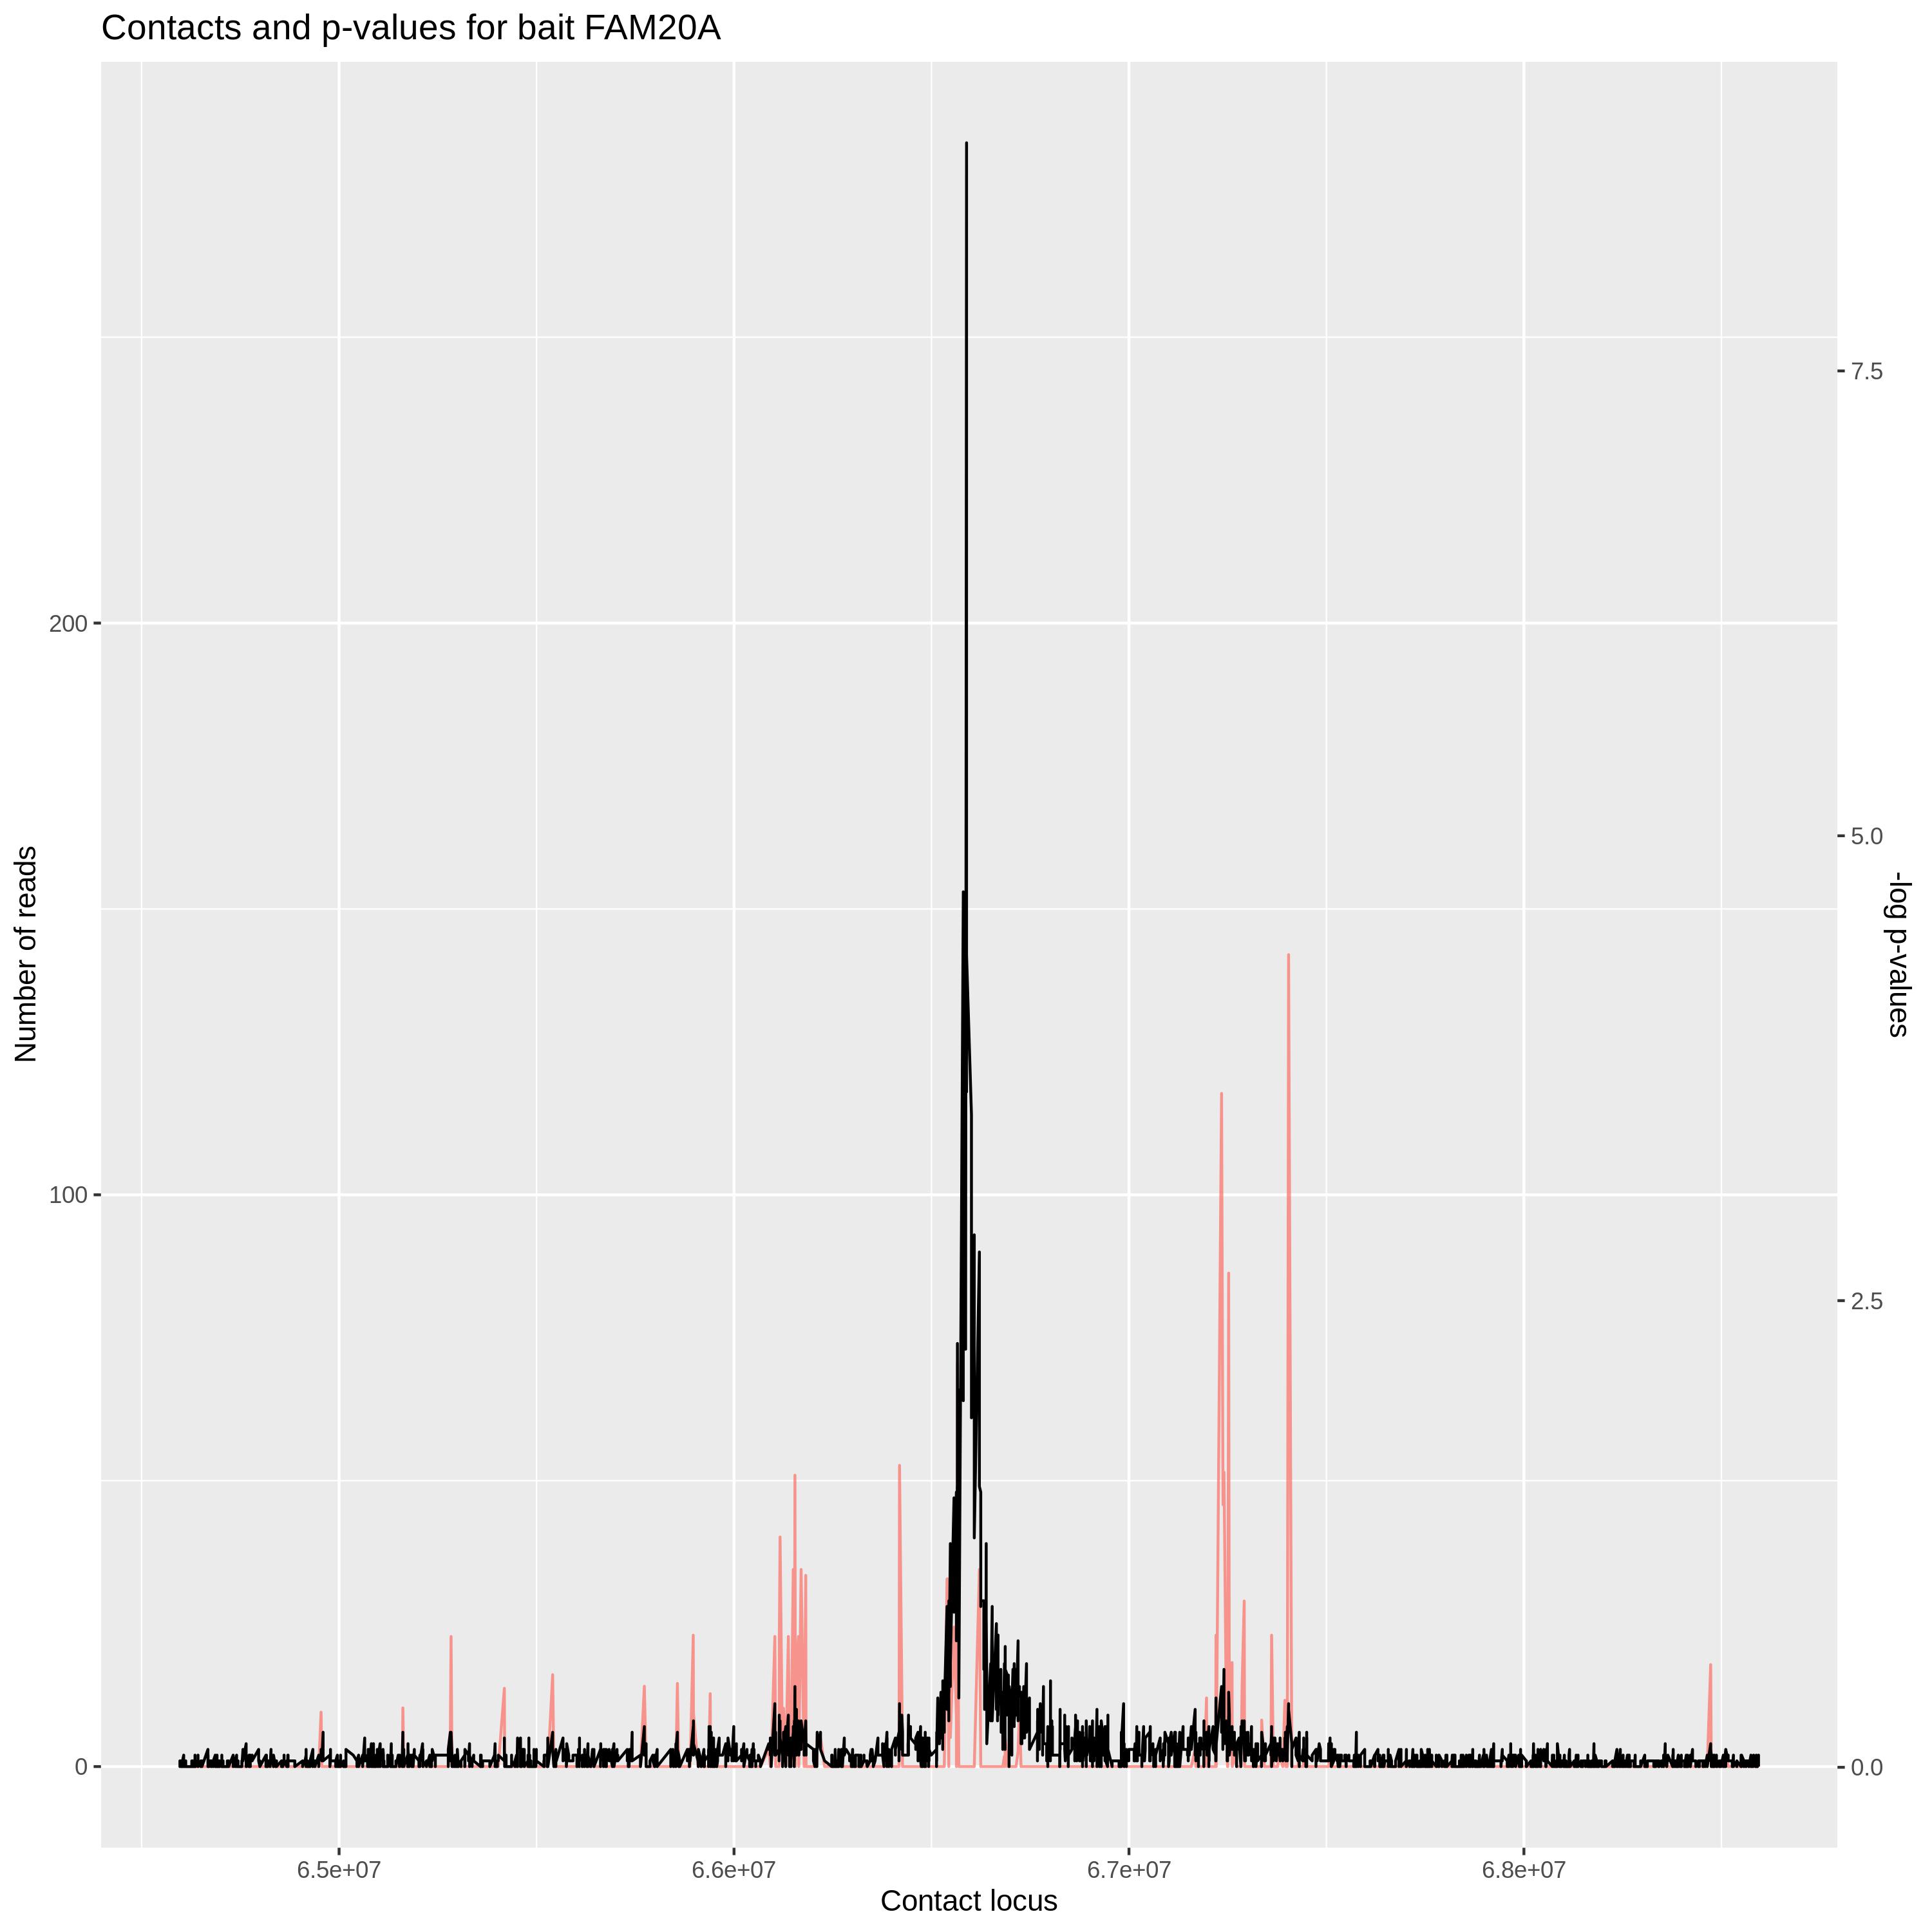 Contacts and p-values for bait FAM20A
Number of reads
200
100
0
7.5
5.0
2.5
0.0
-log p-values
6.5e+07
6.6e+07
6.7e+07
6.8e+07
Contact locus